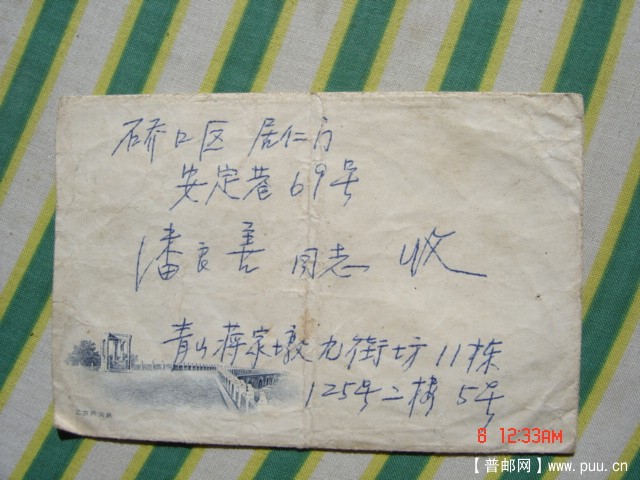 硚口区 居仁门
安定巷 69号
潘良善 同志 收
青山蒋家墩九街坊 11栋
125号二楼 5号
8 12:33AM
【普邮网】www.puu.cn